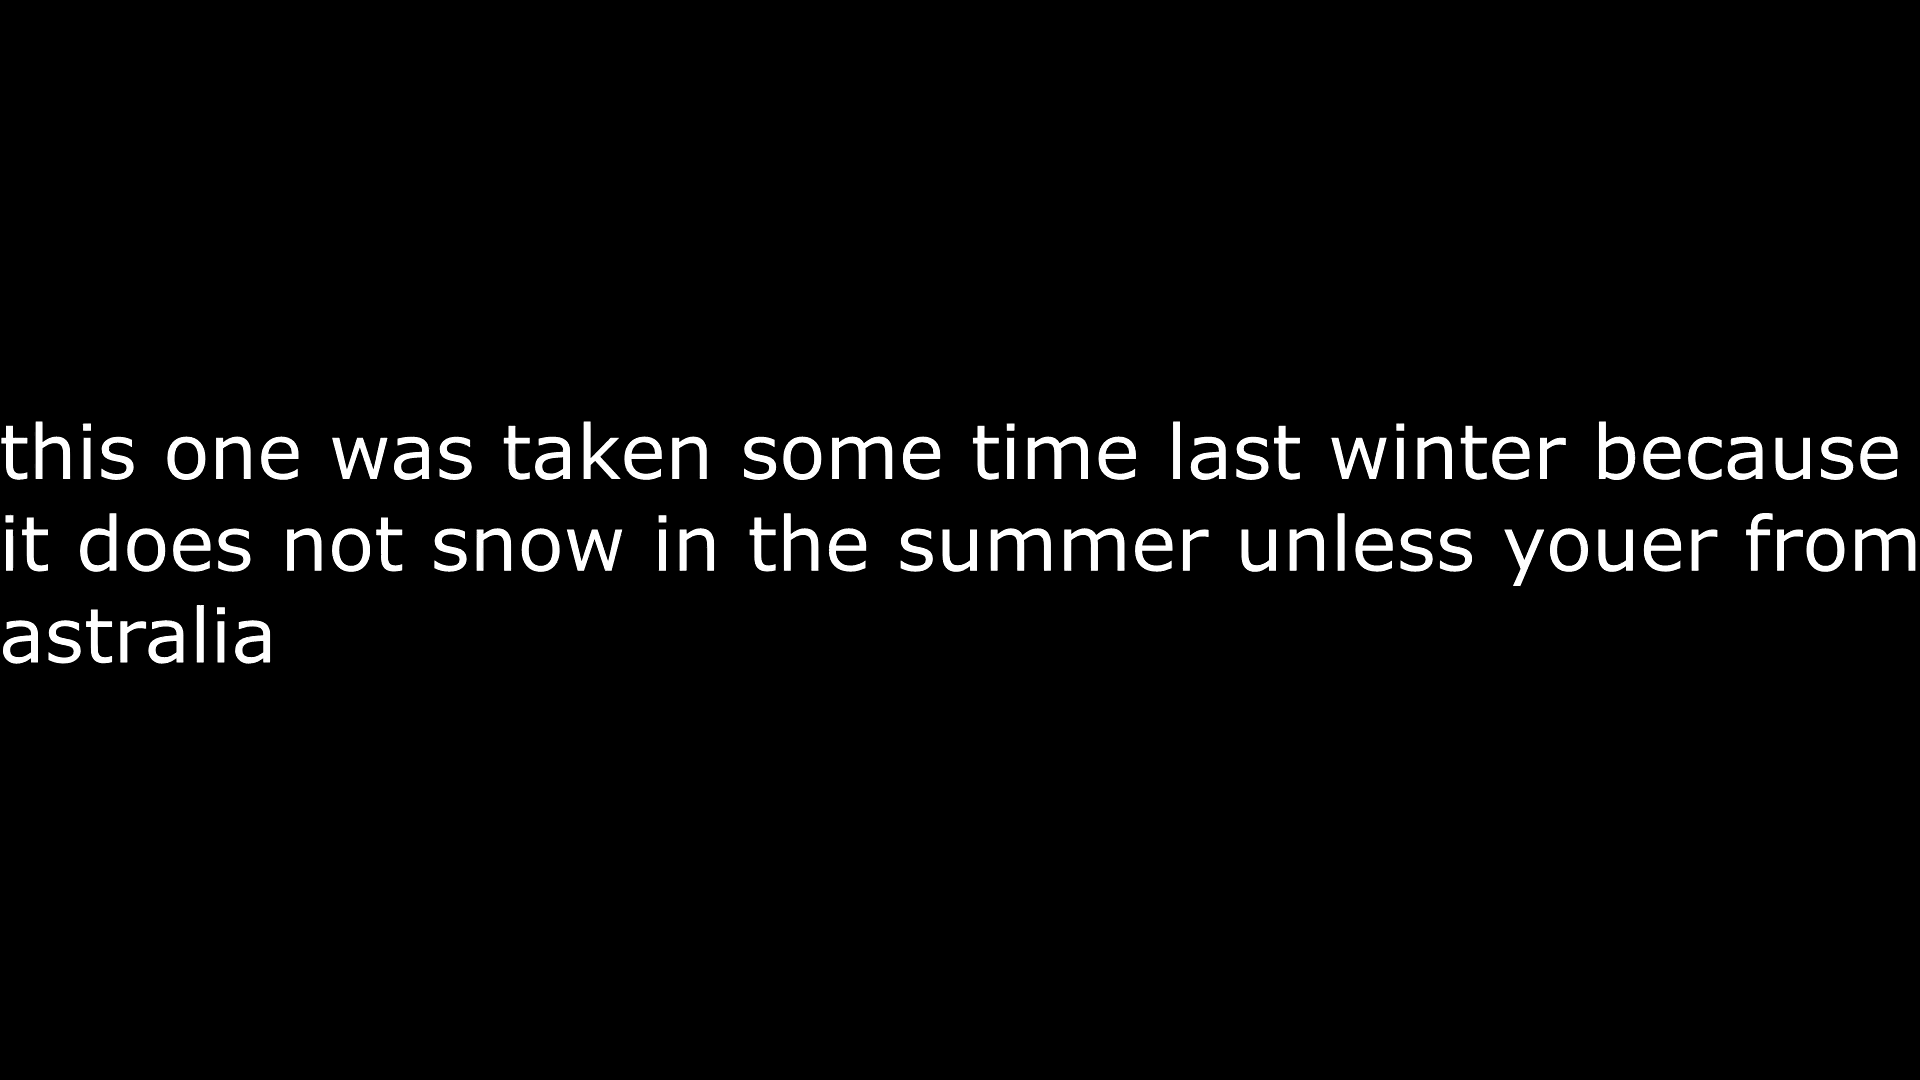 this one was taken some time last winter because
it does not snow in the summer unless youer from
astralia